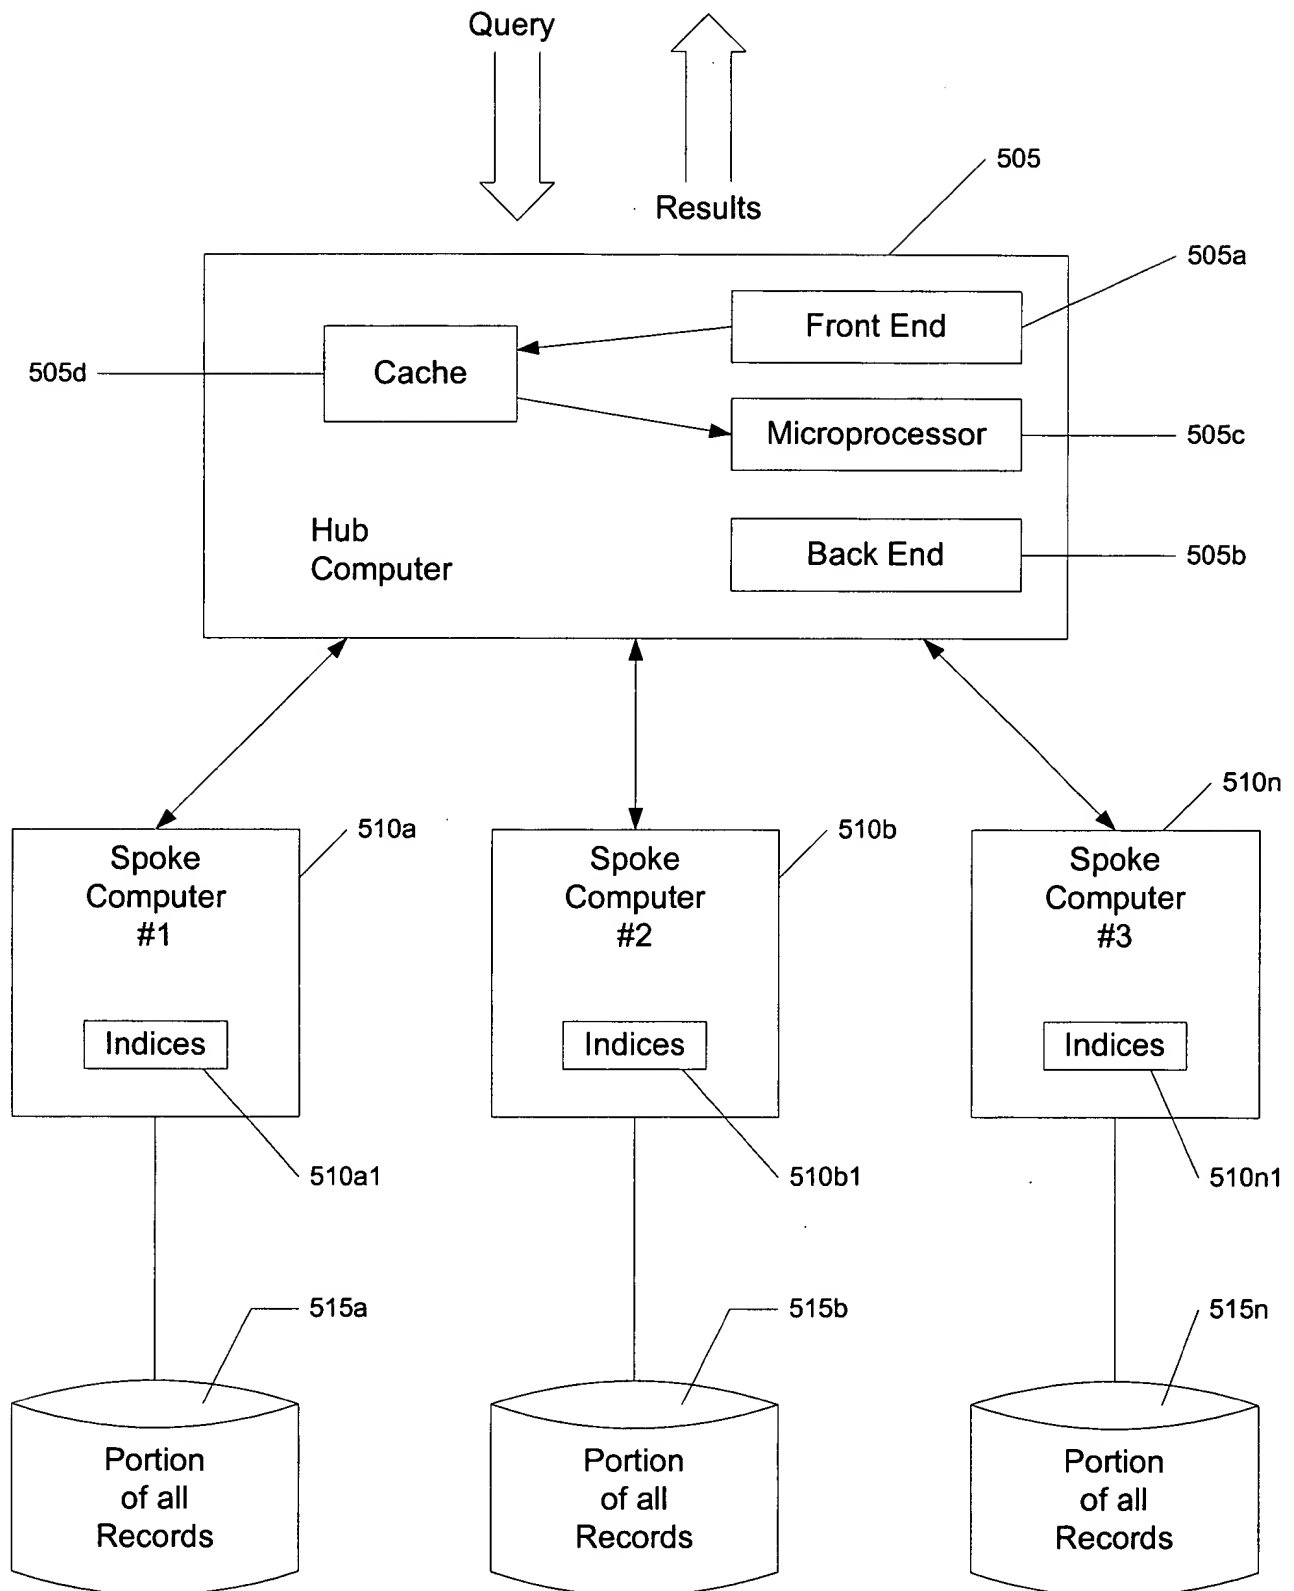 Query
Results
505
505a
Front End
Cache
505d
Microprocessor
505c
Hub
Computer
Back End
505b
510n
510a
510b
Spoke
Computer
#1
Spoke
Computer
#2
Spoke
Computer
#3
Indices
Indices
Indices
510a1
510b1
510n1
515a
515b
515n
Portion
of all
Records
Portion
of all
Records
Portion
of all
Records